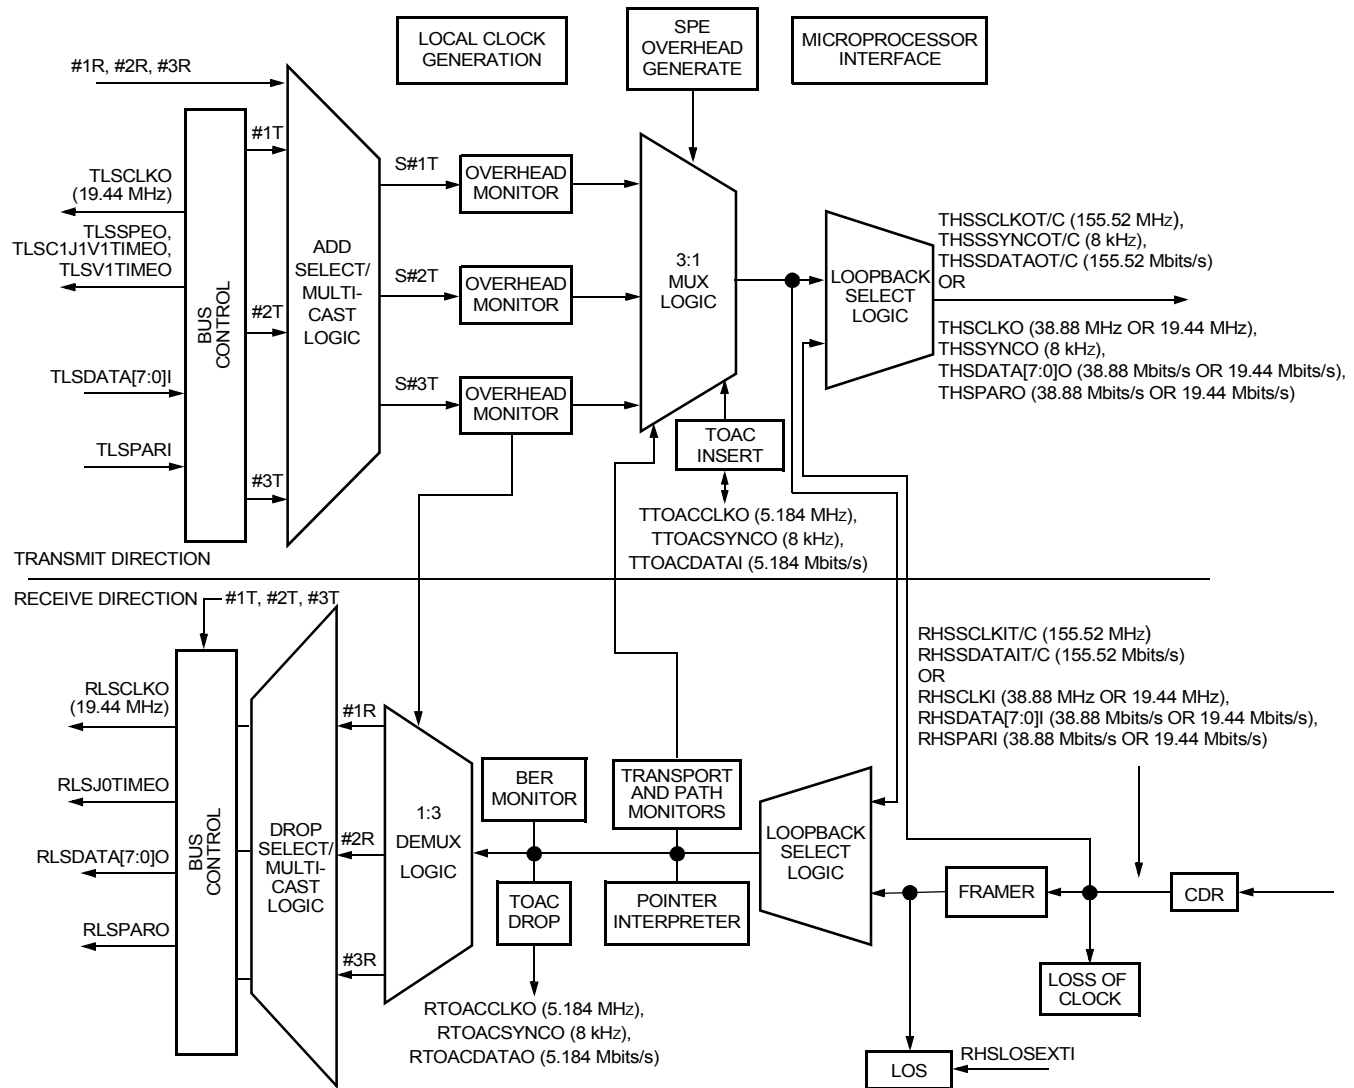 LOCAL CLOCK
GENERATION
SPE
OVERHEAD
GENERATE
MICROPROCESSOR
INTERFACE
#1R, #2R, #3R
#1T
TLSCLKO
(19.44 MHz)
TLSSPEO,
TLSC1J1V1TIMEO,
TLSV1TIMEO
BUS
CONTROL
#2T
TLSDATA[7:0]I
TLSPARI
#3T
ADD
SELECT/
MULTI-
CAST
LOGIC
S#1T
OVERHEAD
MONITOR
S#2T
OVERHEAD
MONITOR
S#3T
OVERHEAD
MONITOR
3:1
MUX
LOGIC
LOOPBACK
SELECT
LOGIC
THSSCLKOT/C (155.52 MHz),
THSSSYNCOT/C (8 kHz),
THSSDATAOT/C (155.52 Mbits/s)
OR
THSCLKO (38.88 MHz OR 19.44 MHz),
THSSYNCO (8 kHz),
THSDATA[7:0]O (38.88 Mbits/s OR 19.44 Mbits/s),
THSPARO (38.88 Mbits/s OR 19.44 Mbits/s)
TOAC
INSERT
TTOACCLKO (5.184 MHz),
TTOACSYNCO (8 kHz),
TTOACDATAI (5.184 Mbits/s)
TRANSMIT DIRECTION
RECEIVE DIRECTION
#1T, #2T, #3T
RLSCLKO
(19.44 MHz)
RLSJ0TIMEO
RLSDATA[7:0]O
RLSPARO
BUS
CONTROL
DROP
SELECT/
MULTI-
CAST
LOGIC
#1R
#2R
#3R
1:3
DEMUX
LOGIC
BER
MONITOR
TOAC
DROP
RTOACCLKO (5.184 MHz),
RTOACSYNCO (8 kHz),
RTOACDATAO (5.184 Mbits/s)
TRANSPORT
AND PATH
MONITORS
POINTER
INTERPRETER
LOOPBACK
SELECT
LOGIC
RHSSCLKIT/C (155.52 MHz)
RHSSDATAIT/C (155.52 Mbits/s)
OR
RHSCLKI (38.88 MHz OR 19.44 MHz),
RHSDATA[7:0]I (38.88 Mbits/s OR 19.44 Mbits/s),
RHSPARI (38.88 Mbits/s OR 19.44 Mbits/s)
FRAMER
CDR
LOSS OF
CLOCK
LOS
RHSLOSEXTI